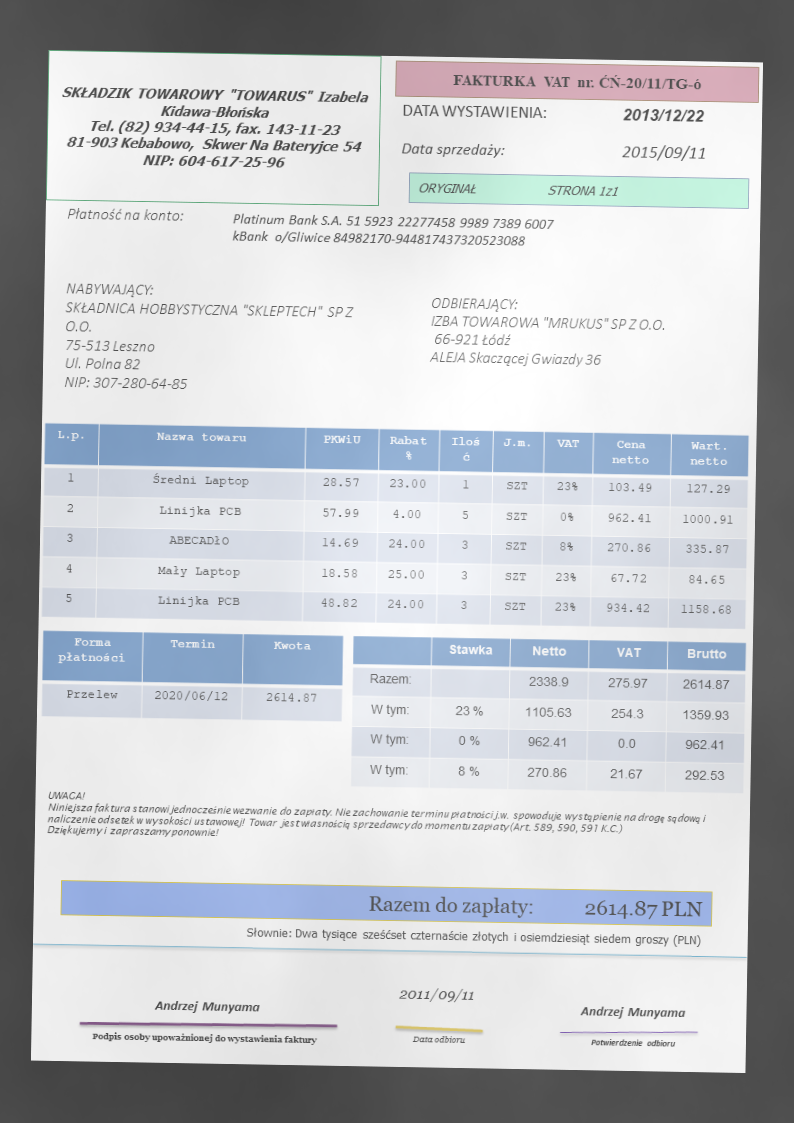 SKŁADZIK TOWAROWY "TOWARUS" Izabela
Kidawa-Błońska
Tel. (82) 934-44-15, fax. 143-11-23
81-903 Kebabowo, Skwer Na Bateryjce 54
NIP: 604-617-25-96
FAKTURKA VAT nr. ĆŃ-20/11/TG-ó
DATA WYSTAWIENIA: 2013/12/22
Data sprzedaży: 2015/09/11
ORYGINAŁ STRONA 1z1
Płatność na konto: Platinum Bank S.A. 51 5923 22277458 9989 7389 6007
kBank o/Gliwice 84982170-944817437320523088
NABYWAJĄCY:
SKŁADNICA HOBBYSTYCZNA "SKLEPTECH" SP Z
O.O.
75-513 Leszno
Ul. Polna 82
NIP: 307-280-64-85
ODBIERAJĄCY:
IZBA TOWAROWA "MRUKUS" SP Z O.O.
66-921 Łódź
ALEJA Skaczącej Gwiazdy 36
L.p. Nazwa towaru PKWiU Rabat % Iloś ć J.m. VAT Cena netto Wart. netto
1 Średni Laptop 28.57 23.00 1 SZT 23% 103.49 127.29
2 Linijka PCB 57.99 4.00 5 SZT 0% 962.41 1000.91
3 ABECADŁO 14.69 24.00 3 SZT 8% 270.86 335.87
4 Mały Laptop 18.58 25.00 3 SZT 23% 67.72 84.65
5 Linijka PCB 48.82 24.00 3 SZT 23% 934.42 1158.68
Forma płatności Termin Kwota
Przelew 2020/06/12 2614.87
Stawka Netto VAT Brutto
Razem: 2338.9 275.97 2614.87
W tym: 23 % 1105.63 254.3 1359.93
W tym: 0 % 962.41 0.0 962.41
W tym: 8 % 270.86 21.67 292.53
UWAGA!
Niniejsza faktura stanowi jednocześnie wezwanie do zapłaty. Nie zachowanie terminu płatności j.w. spowoduje wystąpienie na drogę sądową i
naliczenie odsetek w wysokości ustawowej! Towar jest własnością sprzedawcy do momentu zapłaty (Art. 589, 590, 591 K.C.)
Dziękujemy i zapraszamy ponownie!
Razem do zapłaty: 2614.87 PLN
Słownie: Dwa tysiące sześćset czternaście złotych i osiemdziesiąt siedem groszy (PLN)
Andrzej Munyama
Podpis osoby upoważnionej do wystawienia faktury
2011/09/11
Data odbioru
Andrzej Munyama
Potwierdzenie odbioru